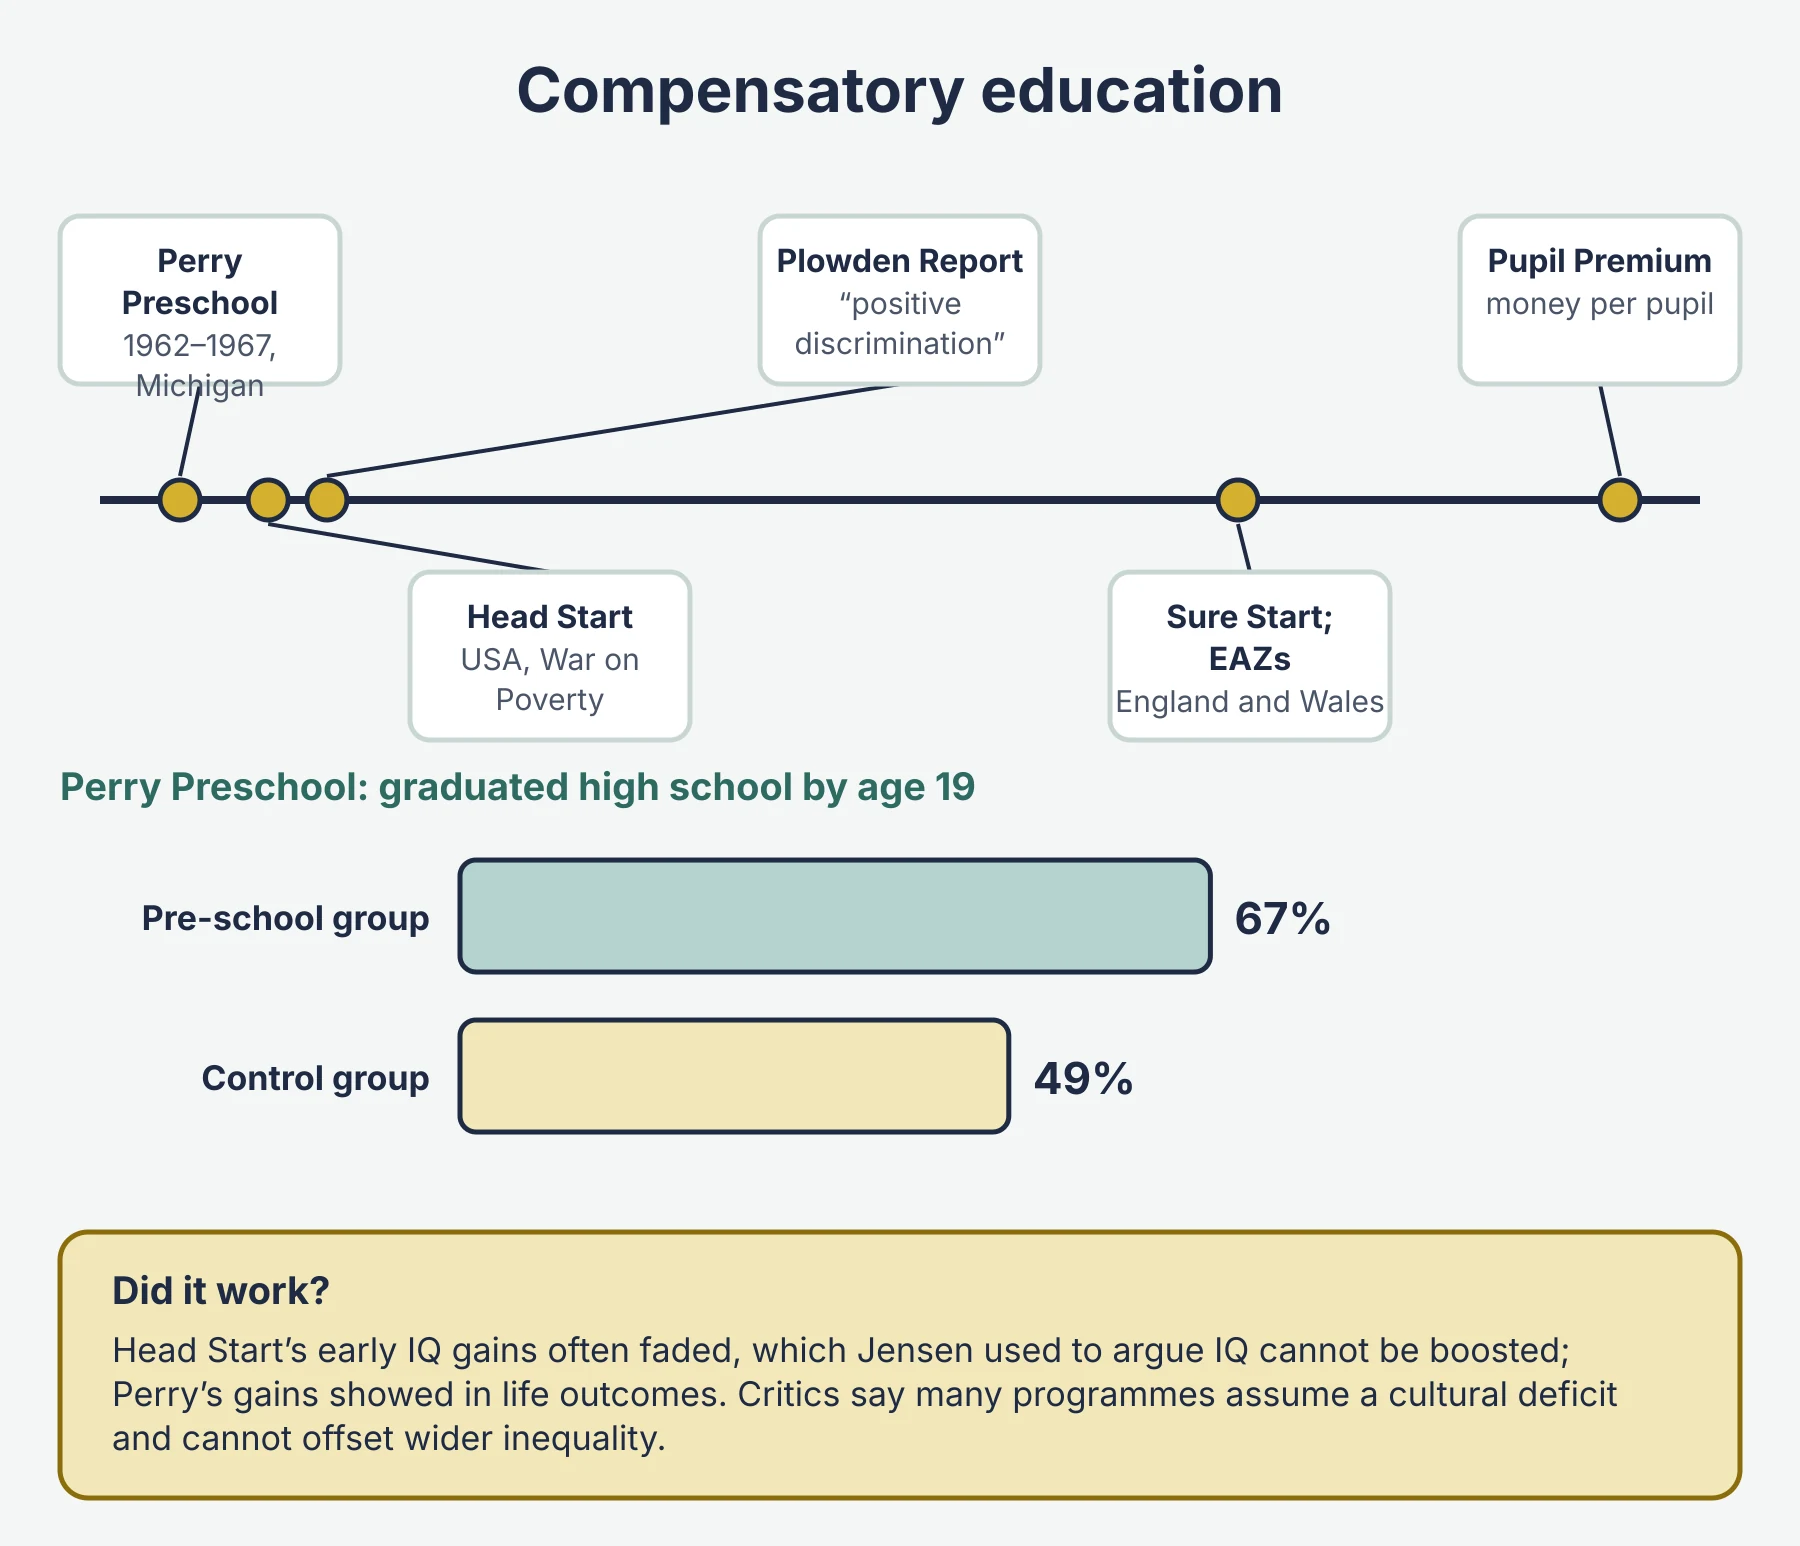 Compensatory education
Perry
Preschool
1962–1967,
Michigan
Plowden Report
“positive
discrimination”
Pupil Premium
money per pupil
Head Start
USA, War on
Poverty
Sure Start;
EAZs
England and Wales
Perry Preschool: graduated high school by age 19
Pre-school group
67%
Control group
49%
Did it work?
Head Start’s early IQ gains often faded, which Jensen used to argue IQ cannot be boosted;
Perry’s gains showed in life outcomes. Critics say many programmes assume a cultural deficit
and cannot offset wider inequality.